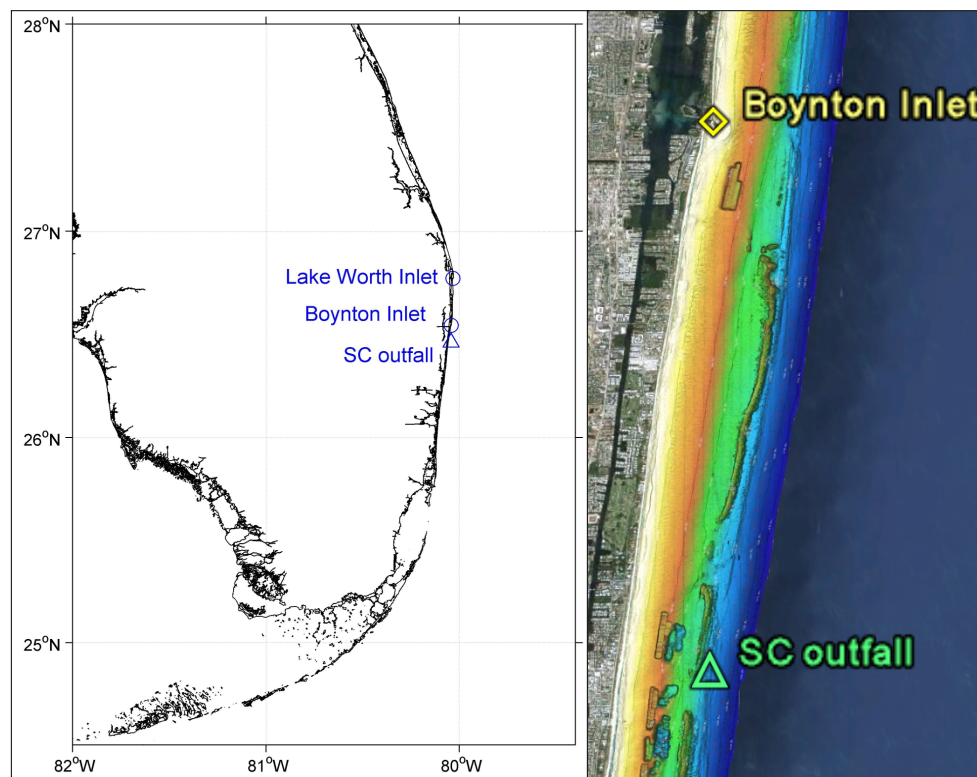 28°N
27°N
26°N
25°N
82°W
81°W
80°W
Lake Worth Inlet
Boynton Inlet
SC outfall
Boynton Inlet
SC outfall